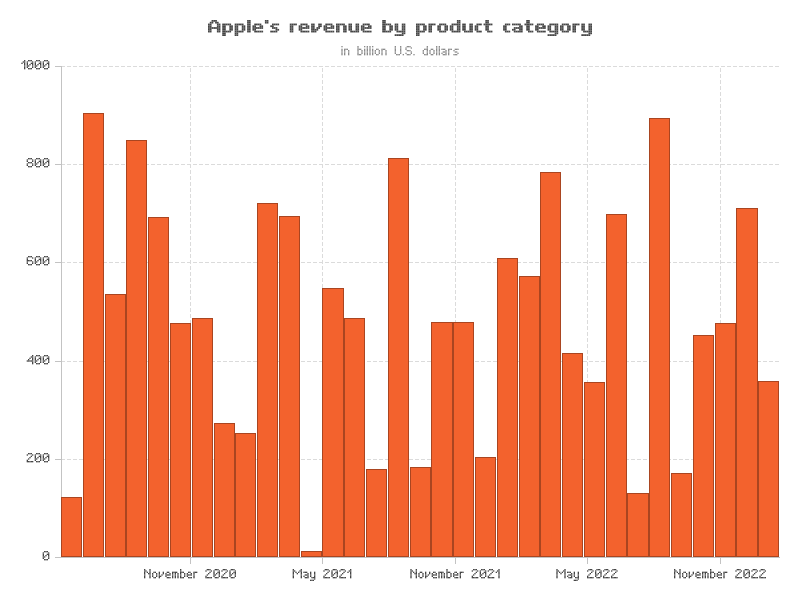 Apple's revenue by product category
in billion U.S. dollars
1000
800
600
400
200
0
November 2020 May 2021 November 2021 May 2022 November 2022